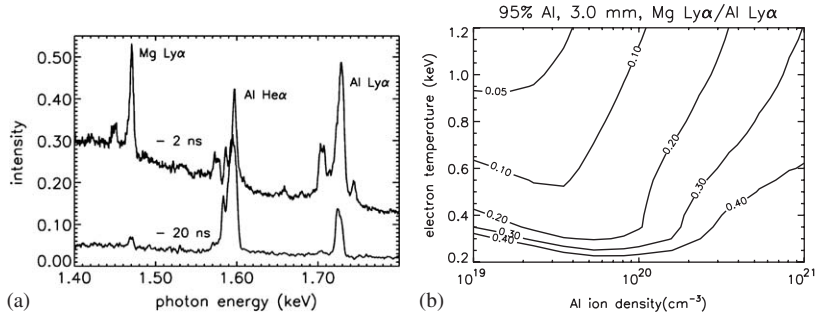 95% Al, 3.0 mm, Mg Lyα/Al Lyα
Mg Lyα
Al Heα
Al Lyα
− 2 ns
− 20 ns
0.50
0.40
0.30
0.20
0.10
0.00
intensity
1.40 1.50 1.60 1.70
photon energy (keV)
(a)
1.2
1.0
0.8
0.6
0.4
0.2
electron temperature (keV)
0.05
0.10
0.10
0.20
0.20
0.30
0.30
0.40
0.40
10¹⁹ 10²⁰ 10²¹
Al ion density(cm⁻³)
(b)